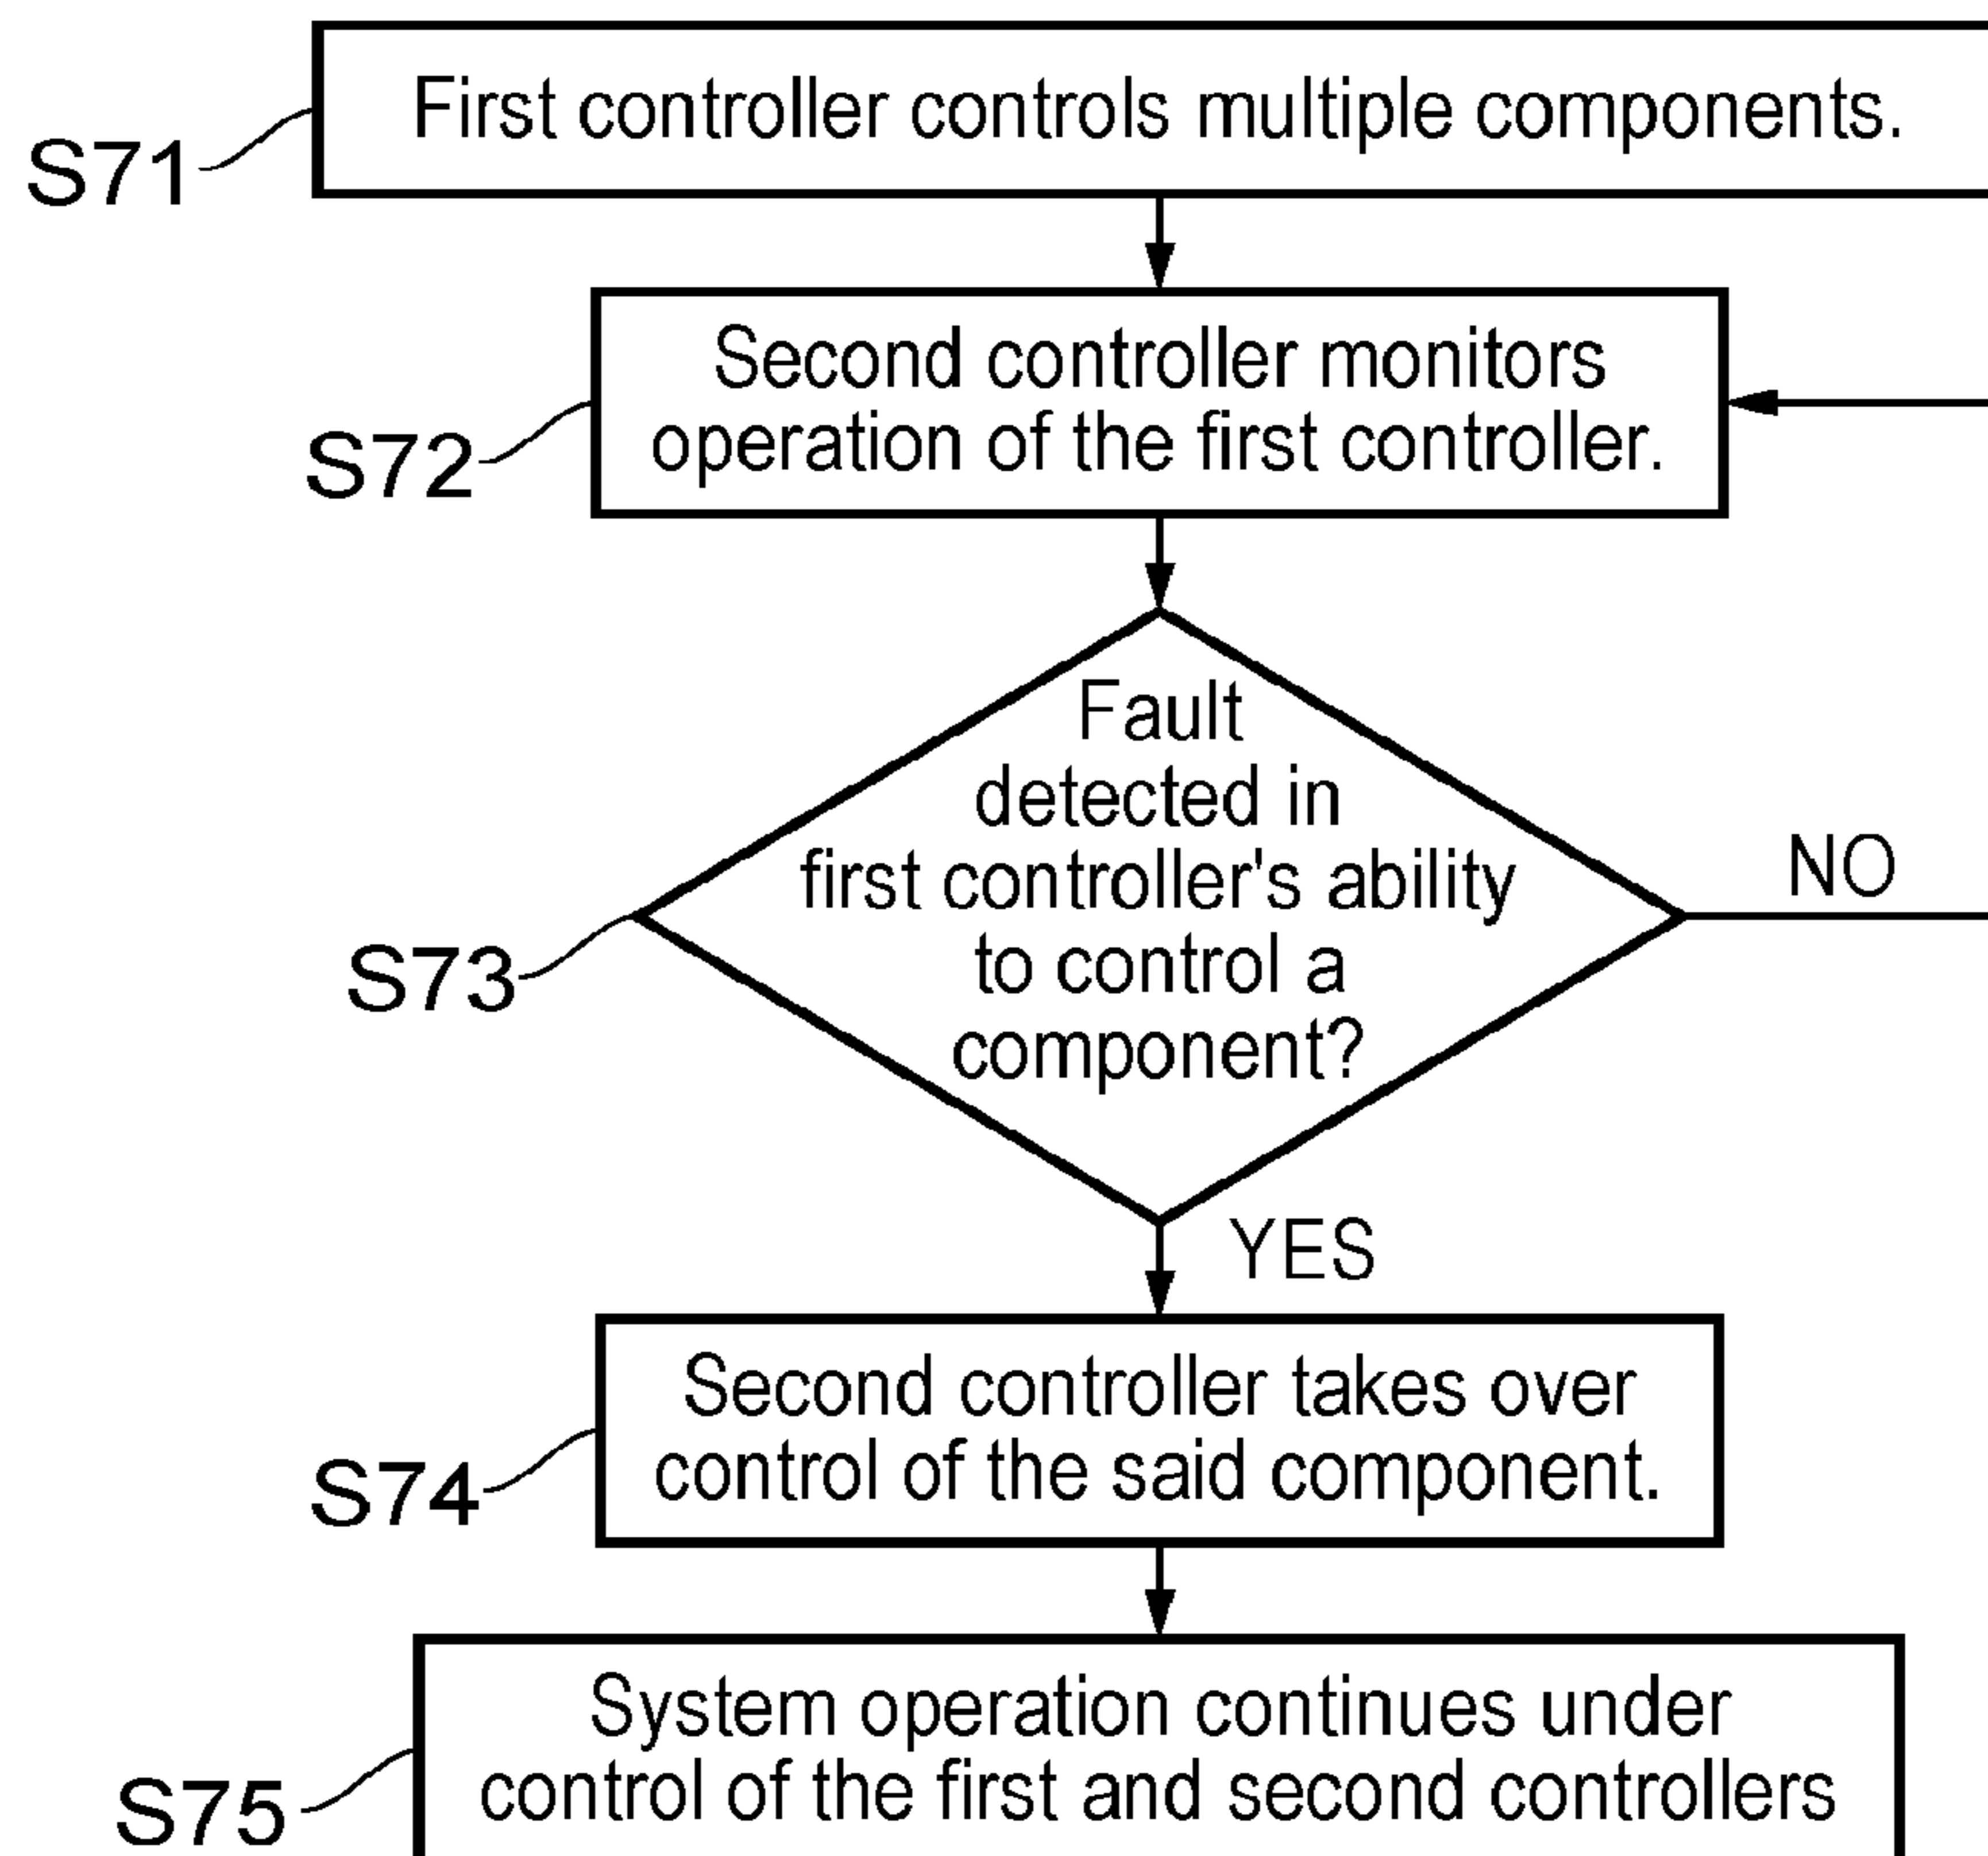 First controller controls multiple components.
S71
Second controller monitors
operation of the first controller.
S72
Fault
detected in
first controller's ability
to control a
component?
NO
S73
YES
Second controller takes over
control of the said component.
S74
System operation continues under
control of the first and second controllers
S75